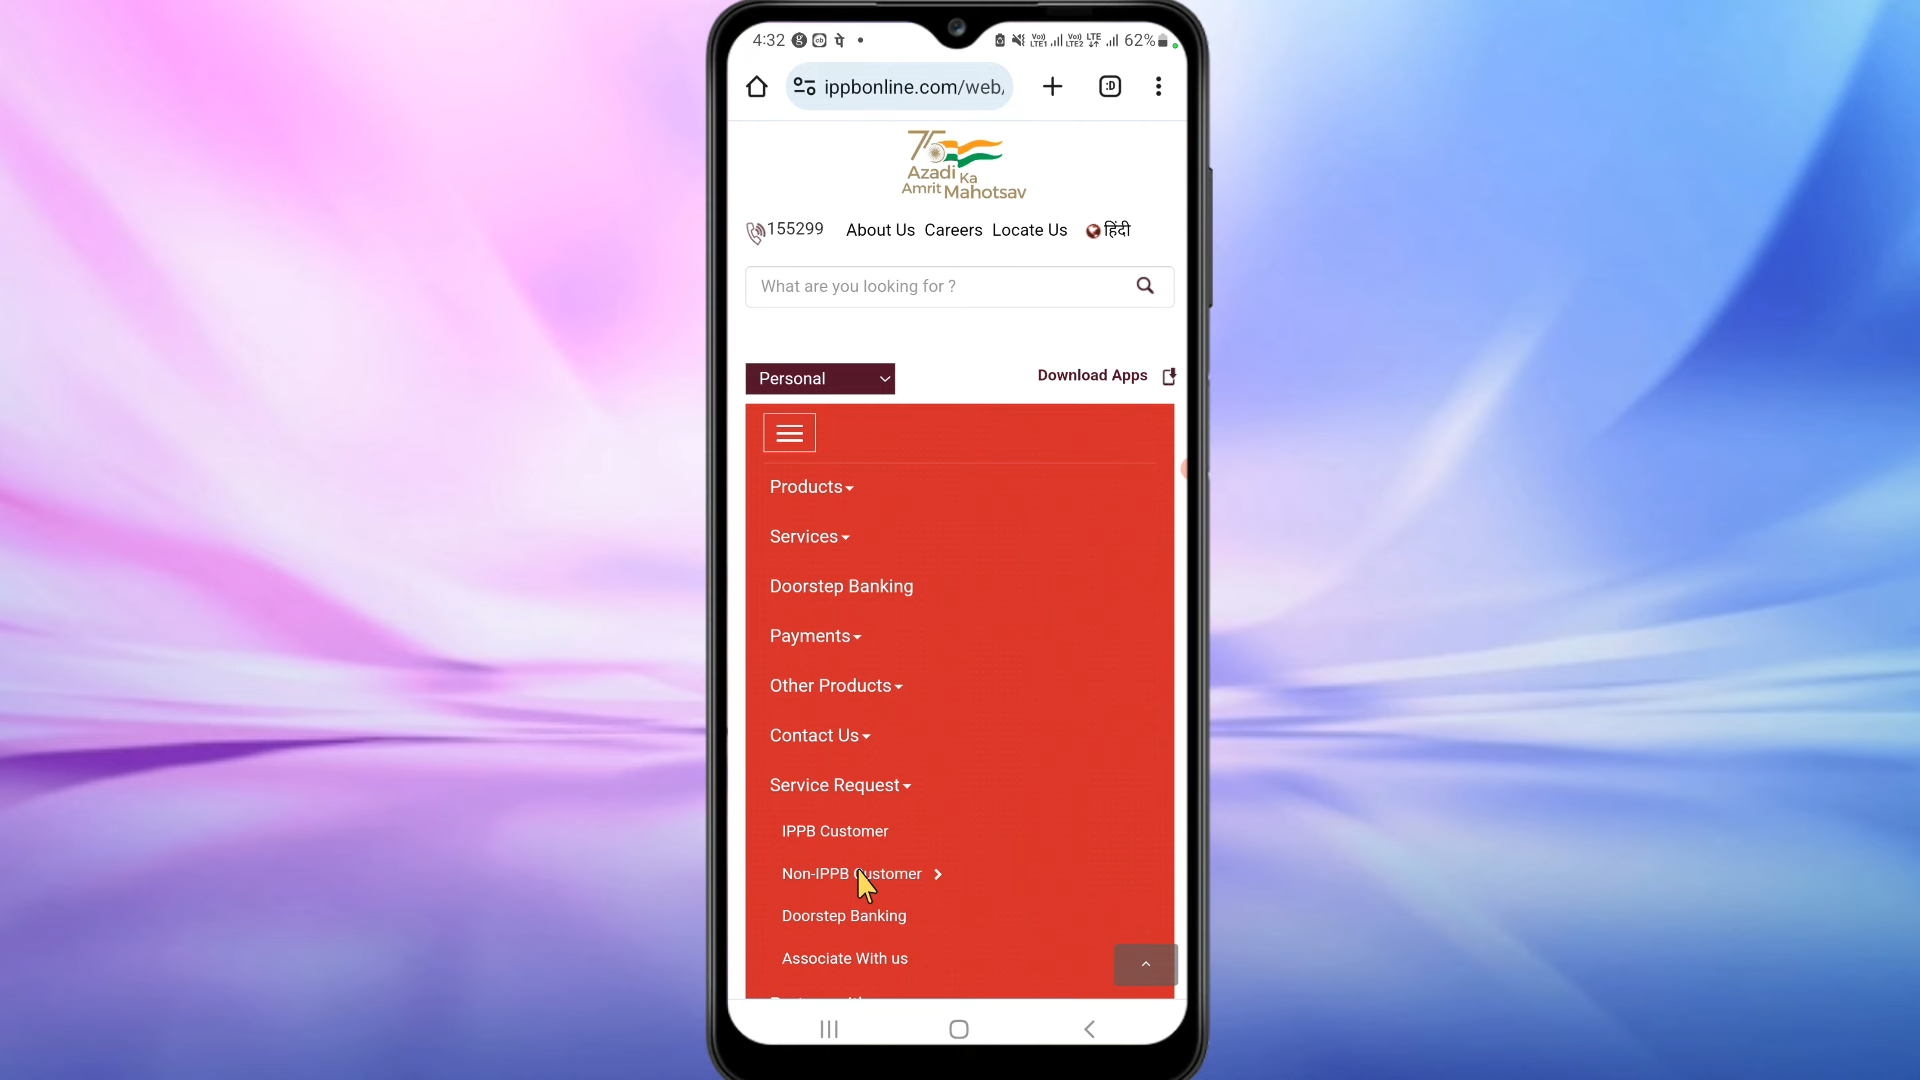 4:32 62%
ippbonline.com/web/
75
Azadi Ka
Amrit Mahotsav
155299 About Us Careers Locate Us हिंदी
What are you looking for ?
Personal Download Apps
Products
Services
Doorstep Banking
Payments
Other Products
Contact Us
Service Request
IPPB Customer
Non-IPPB Customer
Doorstep Banking
Associate With us